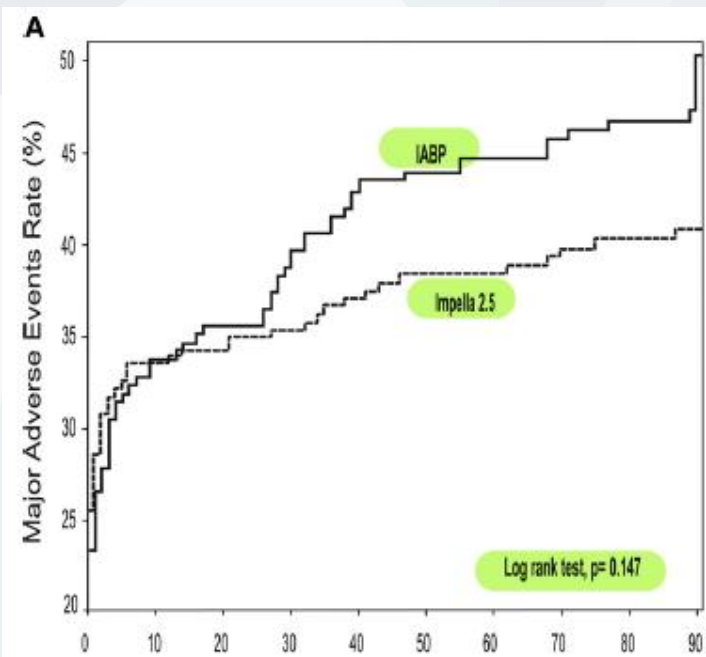 A
Major Adverse Events Rate (%)
50
45
40
35
30
25
20
IABP
Impella 2.5
Log rank test, p= 0.147
0 10 20 30 40 50 60 70 80 90